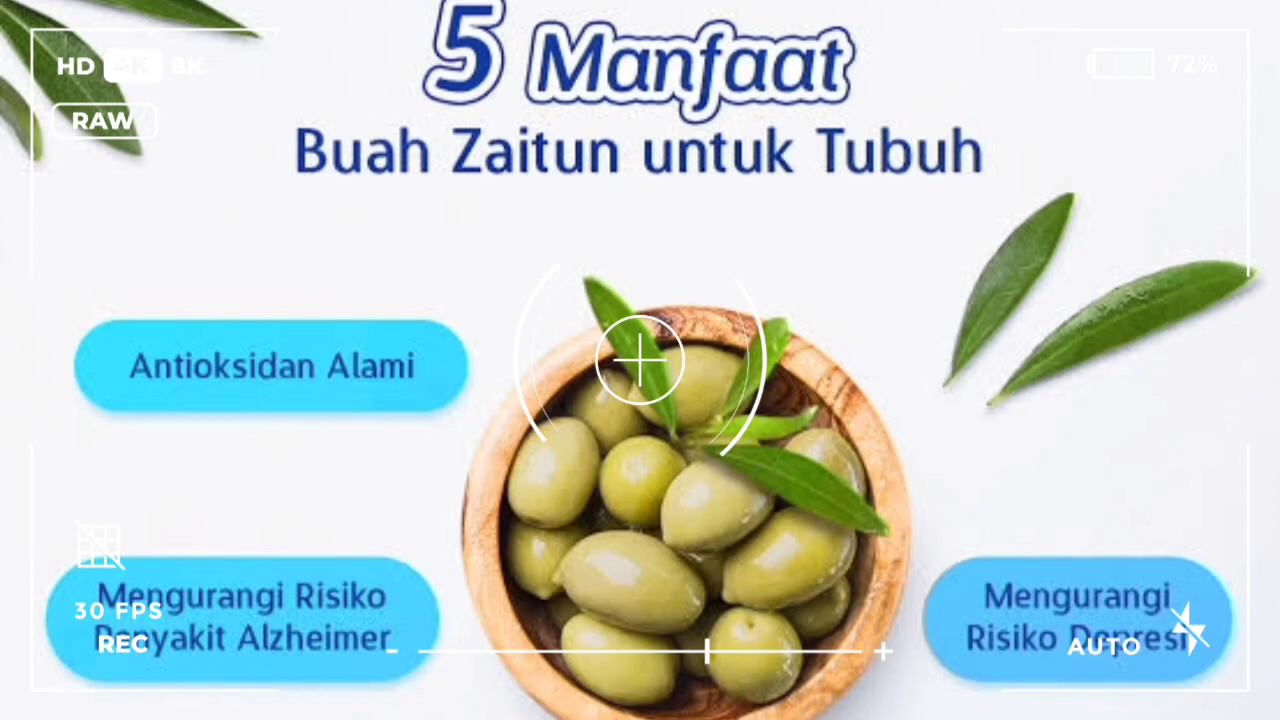 HD 4K 8K
72%
RAW
5 Manfaat
Buah Zaitun untuk Tubuh
Antioksidan Alami
Mengurangi Risiko
Penyakit Alzheimer
Mengurangi
Risiko Depresi
30 FPS
REC
AUTO